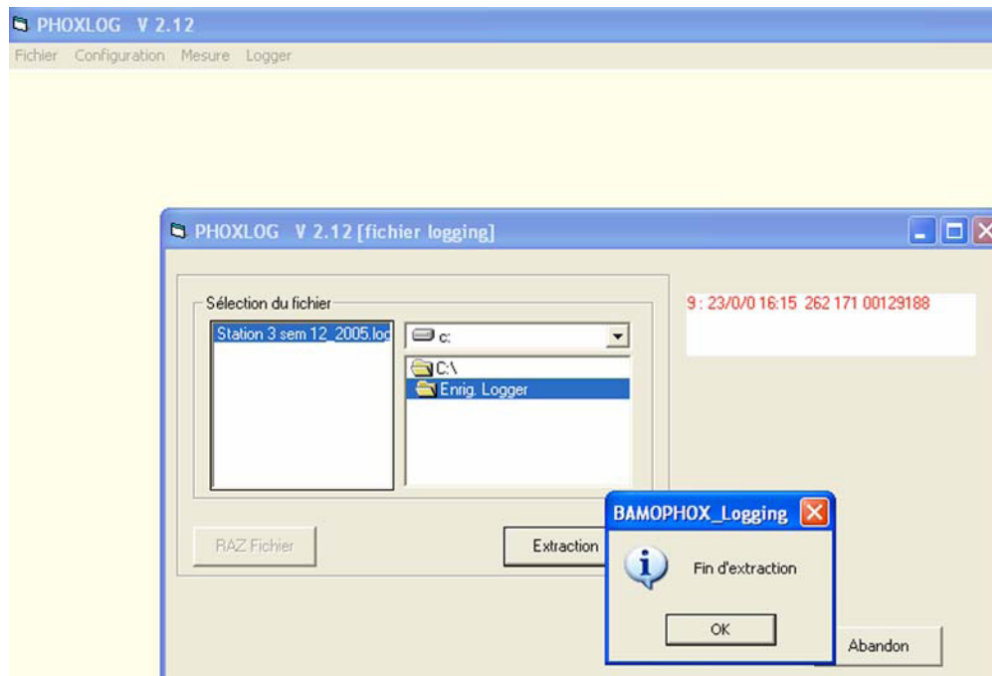 PHOXLOG V 2.12
Fichier Configuration Mesure Logger
PHOXLOG V 2.12 [fichier logging]
Sélection du fichier
Station 3 sem 12_2005.log
c:
C:\
Enrig. Logger
9 : 23/0/0 16:15 262 171 00129188
RAZ Fichier
Extraction
BAMOPHOX_Logging
Fin d'extraction
OK
Abandon